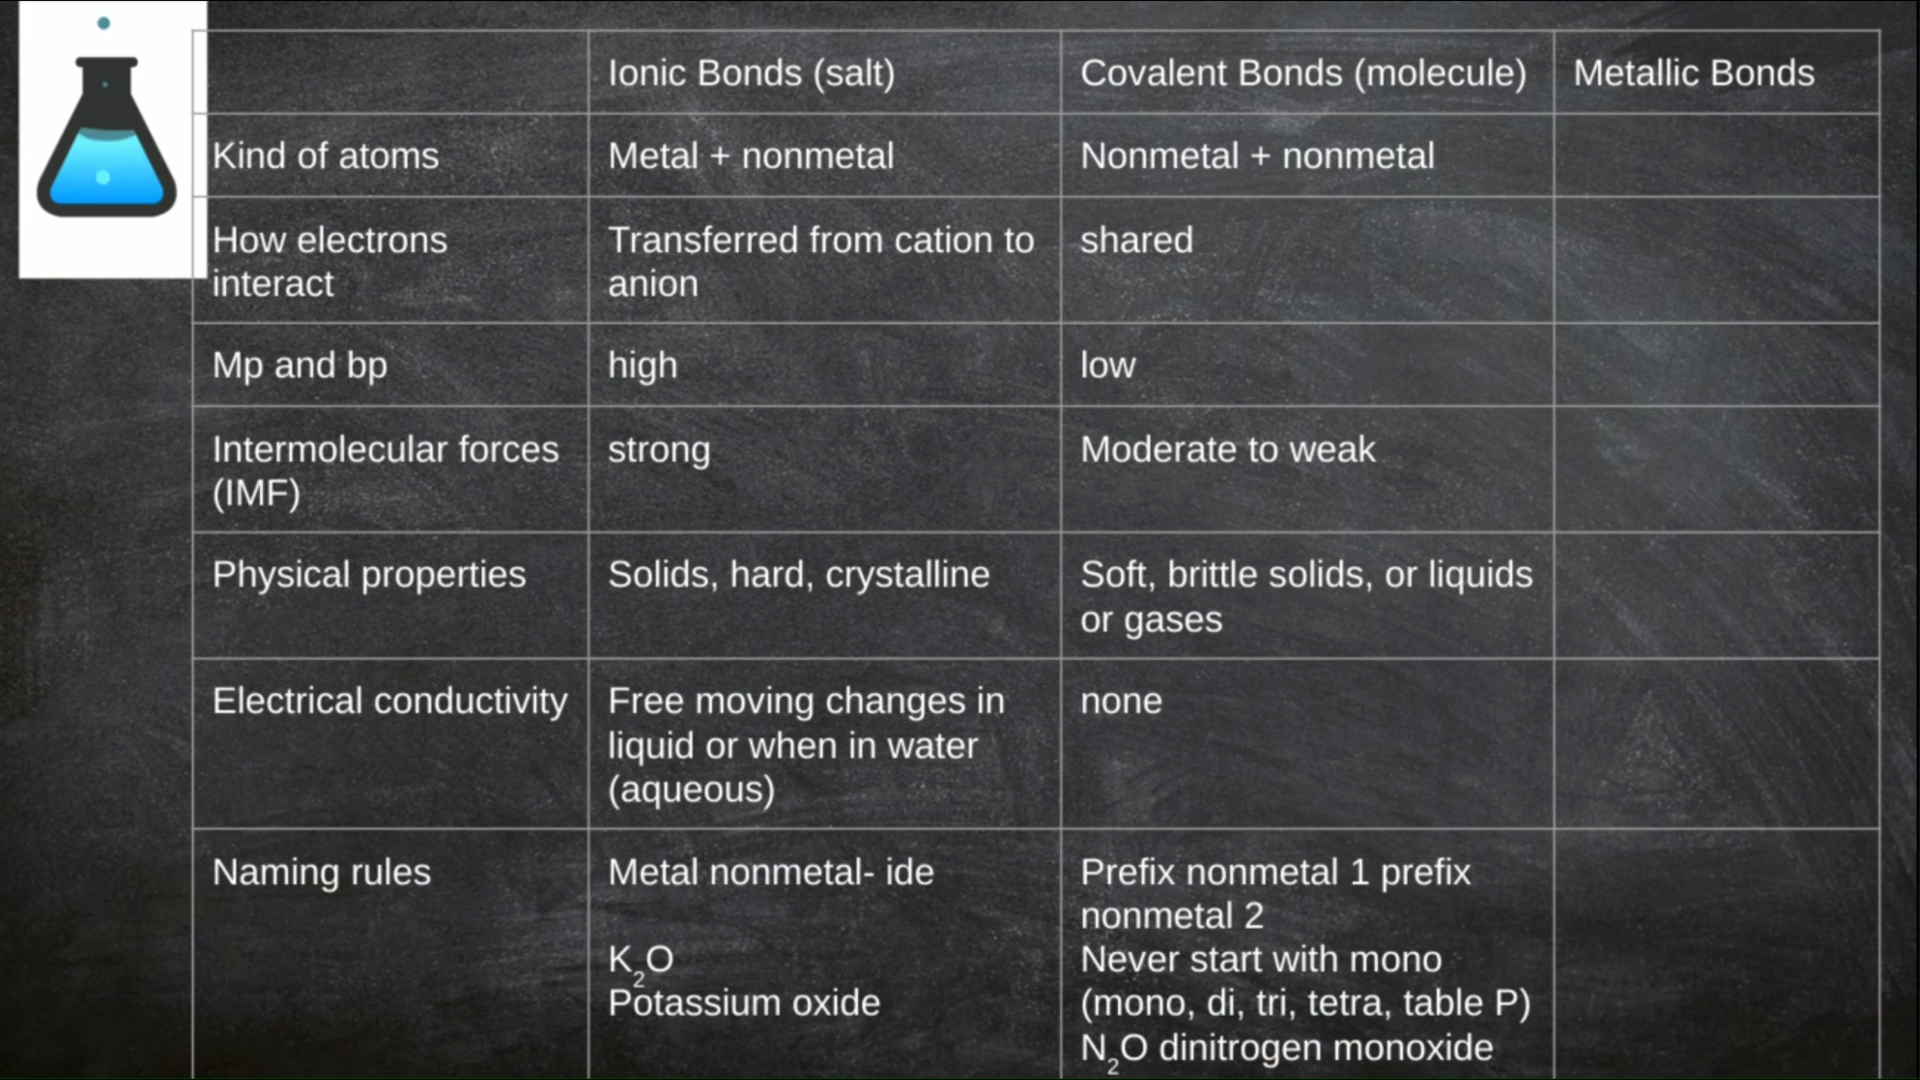 Ionic Bonds (salt)
Covalent Bonds (molecule)
Metallic Bonds
Kind of atoms
Metal + nonmetal
Nonmetal + nonmetal
How electrons
interact
Transferred from cation to
anion
shared
Mp and bp
high
low
Intermolecular forces
(IMF)
strong
Moderate to weak
Physical properties
Solids, hard, crystalline
Soft, brittle solids, or liquids
or gases
Electrical conductivity
Free moving changes in
liquid or when in water
(aqueous)
none
Naming rules
Metal nonmetal- ide
K₂O
Potassium oxide
Prefix nonmetal 1 prefix
nonmetal 2
Never start with mono
(mono, di, tri, tetra, table P)
N₂O dinitrogen monoxide